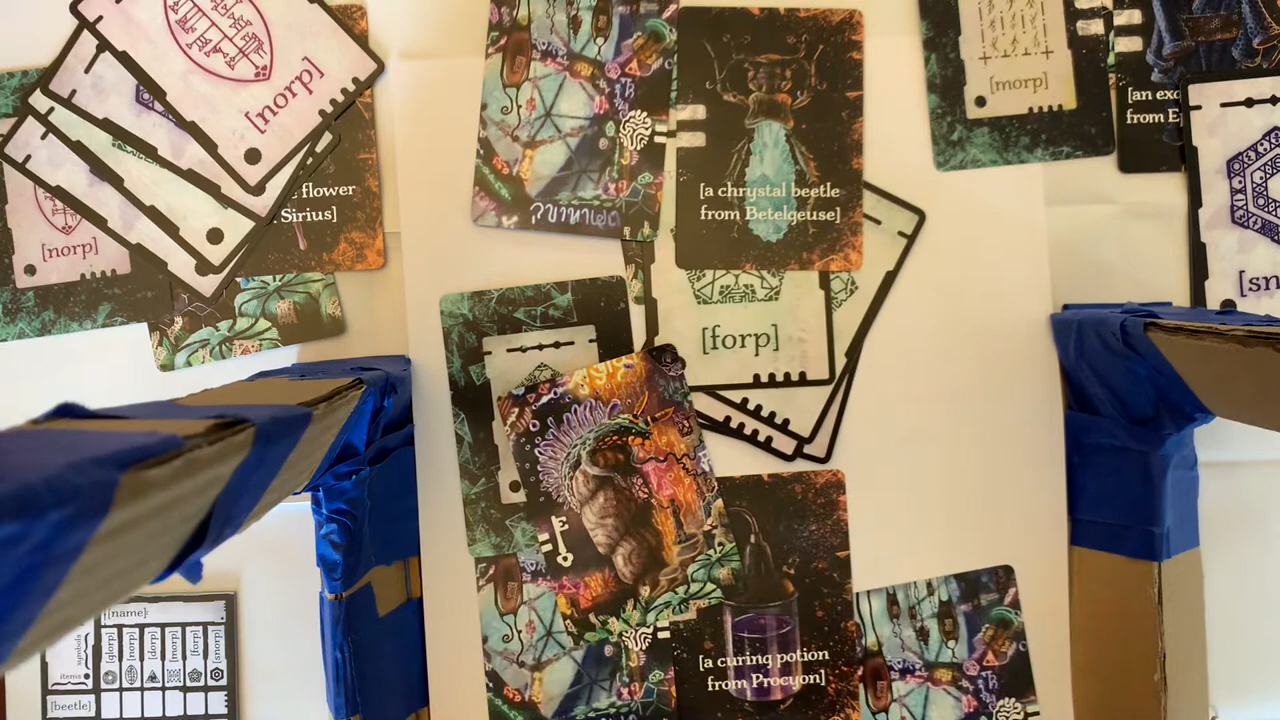 [norp]
[norp]
flower
Sirius]
[a chrystal beetle
from Betelgeuse]
[forp]
[morp]
[an exo
from Ep
[sn
[a curing potion
from Procyon]
![name]:
symbols
items
[glorp]
[norp]
[dorp]
[morp]
[forp]
[snorp]
[beetle]